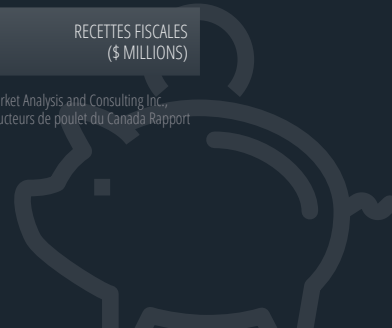 RECETTES FISCALES
($ MILLIONS)
rket Analysis and Consulting Inc.,
ucteurs de poulet du Canada Rapport